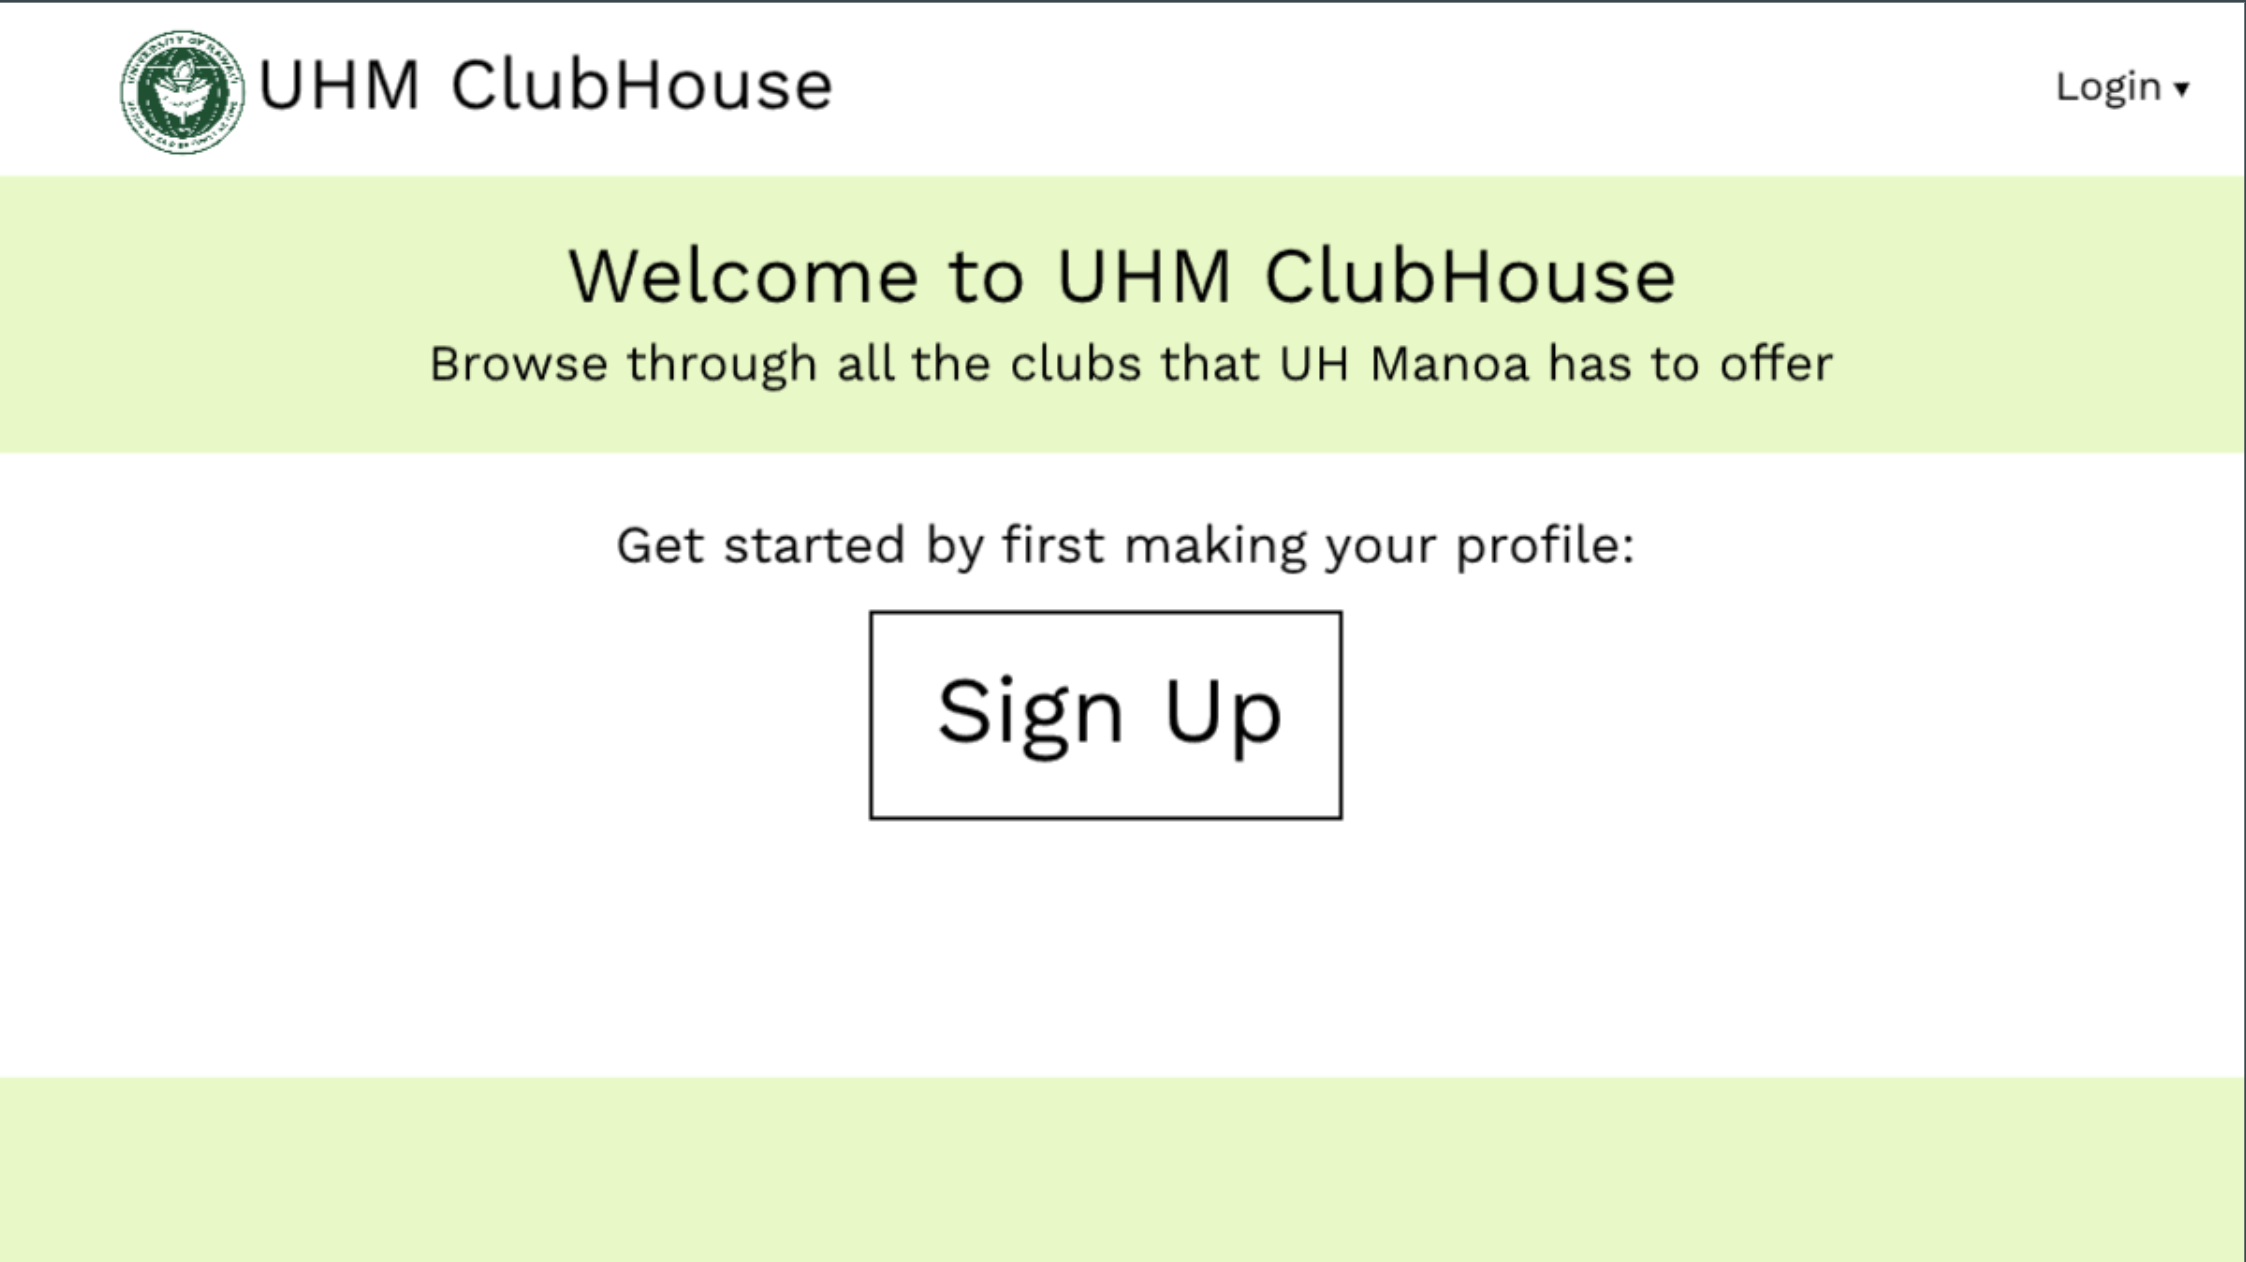 UHM ClubHouse
Login ▾
Welcome to UHM ClubHouse
Browse through all the clubs that UH Manoa has to offer
Get started by first making your profile:
Sign Up